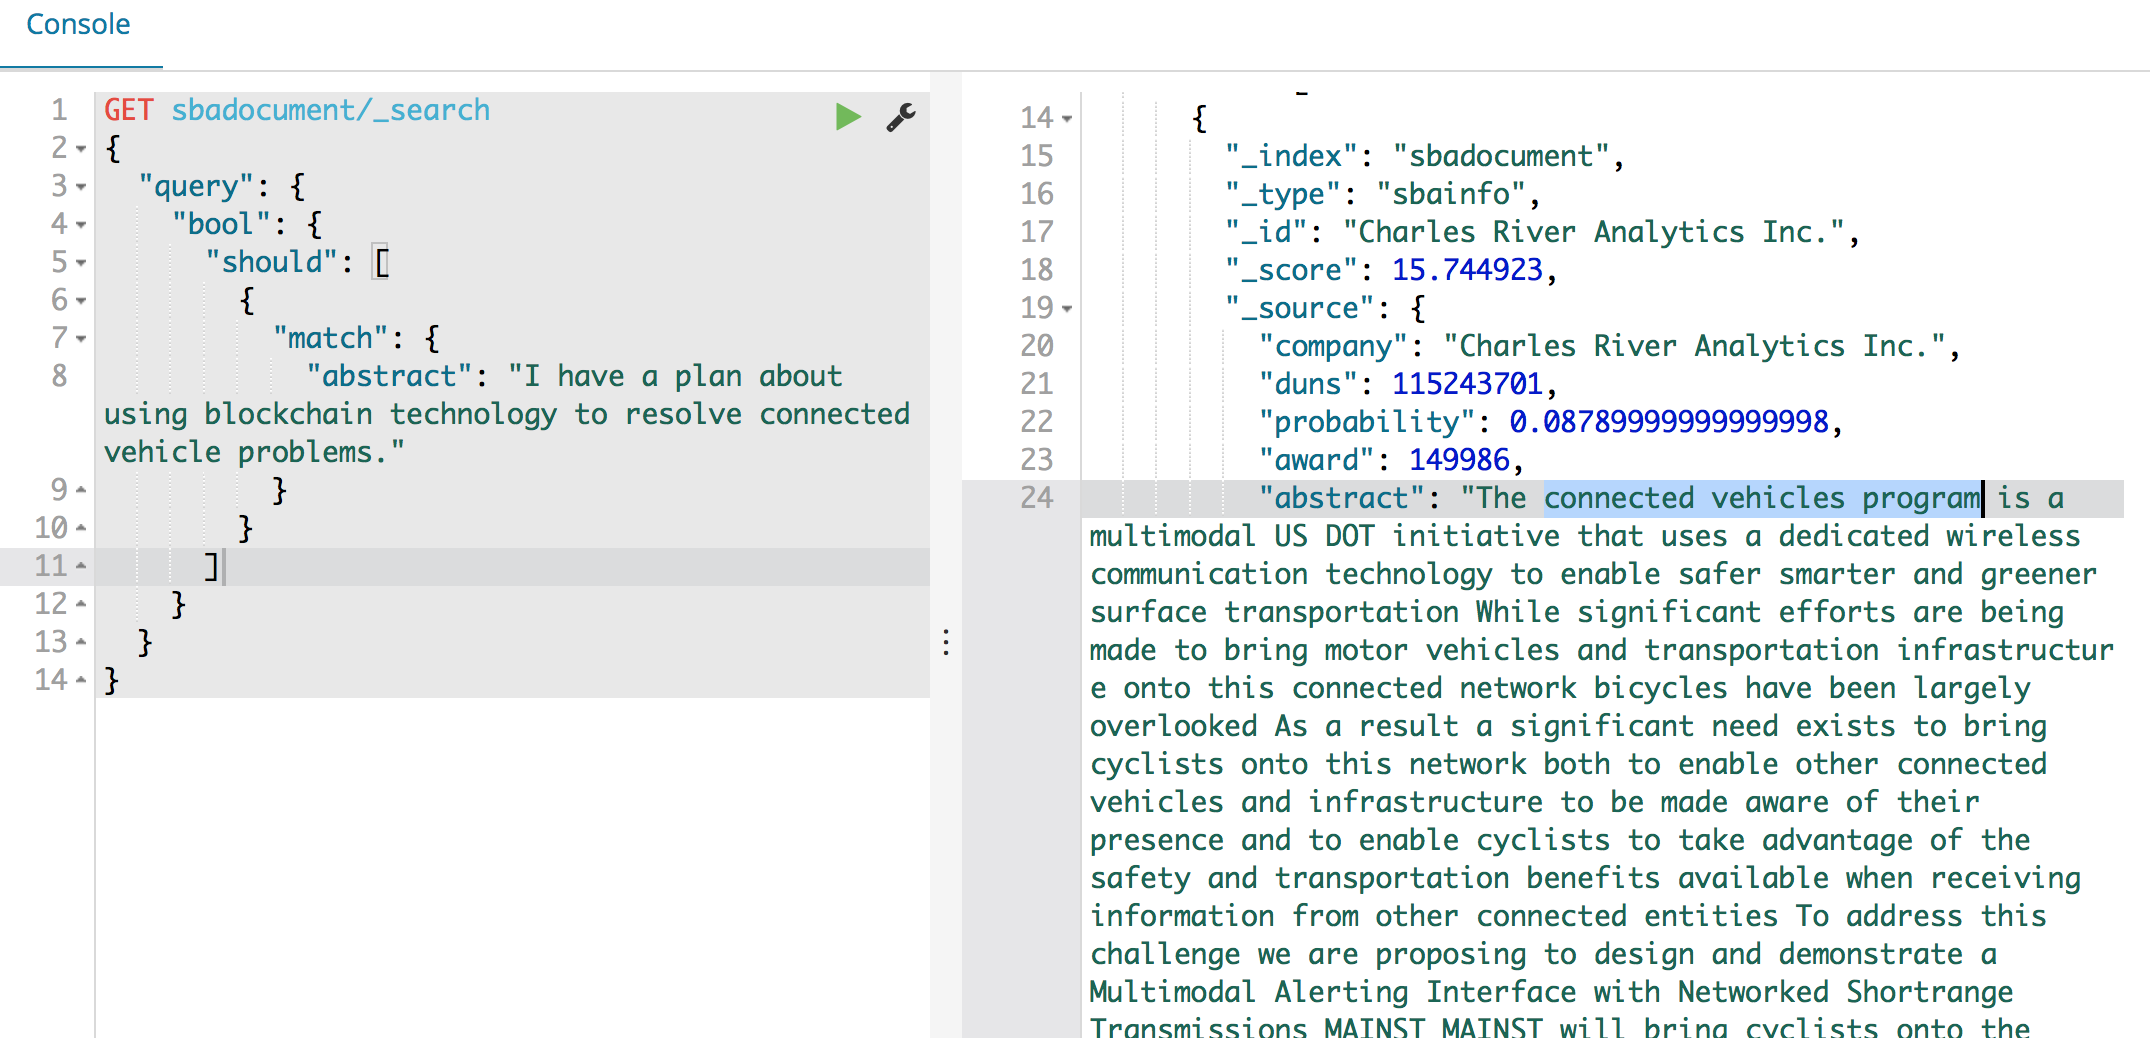 Console
1 GET sbadocument/_search
2 {
3 "query": {
4 "bool": {
5 "should": [
6 {
7 "match": {
8 "abstract": "I have a plan about
using blockchain technology to resolve connected
vehicle problems."
9 }
10 }
11 ]
12 }
13 }
14 }
14 {
15 "_index": "sbadocument",
16 "_type": "sbainfo",
17 "_id": "Charles River Analytics Inc.",
18 "_score": 15.744923,
19 "_source": {
20 "company": "Charles River Analytics Inc.",
21 "duns": 115243701,
22 "probability": 0.08789999999999998,
23 "award": 149986,
24 "abstract": "The connected vehicles program is a
multimodal US DOT initiative that uses a dedicated wireless
communication technology to enable safer smarter and greener
surface transportation While significant efforts are being
made to bring motor vehicles and transportation infrastructur
e onto this connected network bicycles have been largely
overlooked As a result a significant need exists to bring
cyclists onto this network both to enable other connected
vehicles and infrastructure to be made aware of their
presence and to enable cyclists to take advantage of the
safety and transportation benefits available when receiving
information from other connected entities To address this
challenge we are proposing to design and demonstrate a
Multimodal Alerting Interface with Networked Shortrange
Transmissions MAINST MAINST will bring cyclists onto the